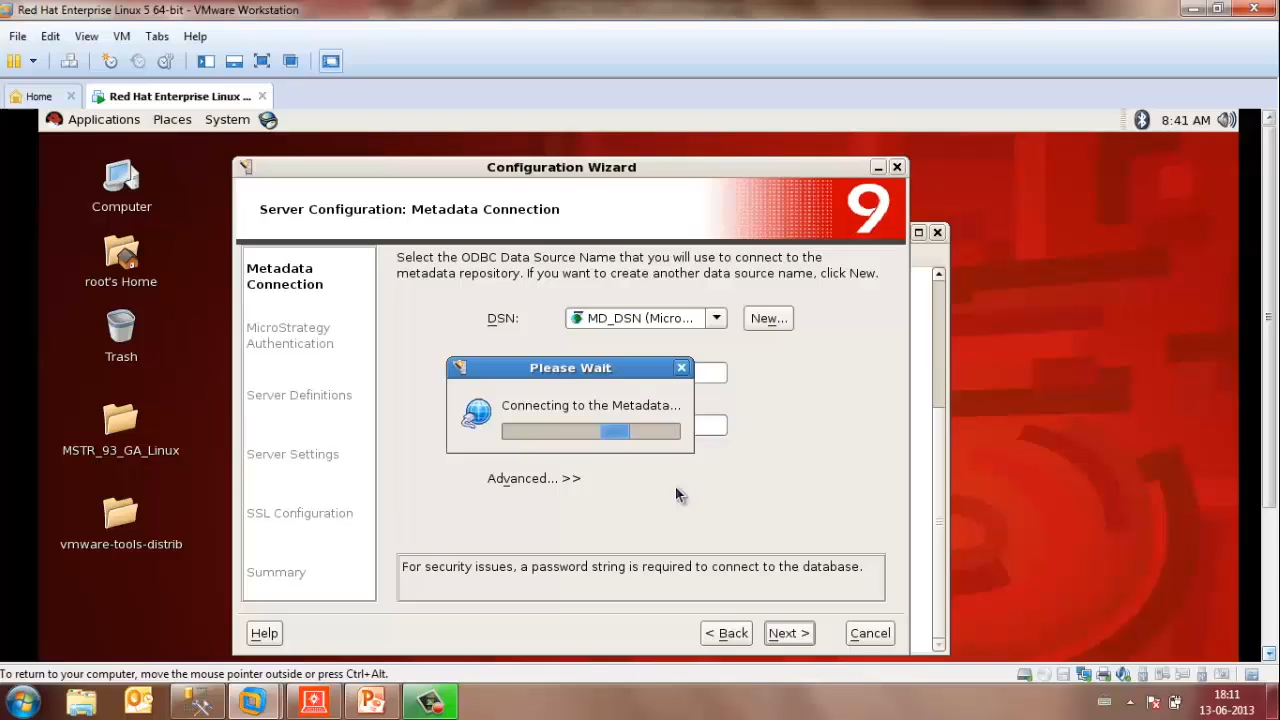 Red Hat Enterprise Linux 5 64-bit - VMware Workstation
File Edit View VM Tabs Help
Home
Red Hat Enterprise Linux ...
Applications Places System
8:41 AM
Computer
root's Home
Trash
MSTR_93_GA_Linux
vmware-tools-distrib
Configuration Wizard
Server Configuration: Metadata Connection
9
Metadata
Connection
MicroStrategy
Authentication
Server Definitions
Server Settings
SSL Configuration
Summary
Select the ODBC Data Source Name that you will use to connect to the
metadata repository. If you want to create another data source name, click New.
DSN:
MD_DSN (Micro...
New...
Please Wait
Connecting to the Metadata...
Advanced... >>
For security issues, a password string is required to connect to the database.
Help
< Back
Next >
Cancel
To return to your computer, move the mouse pointer outside or press Ctrl+Alt.
18:11
13-06-2013